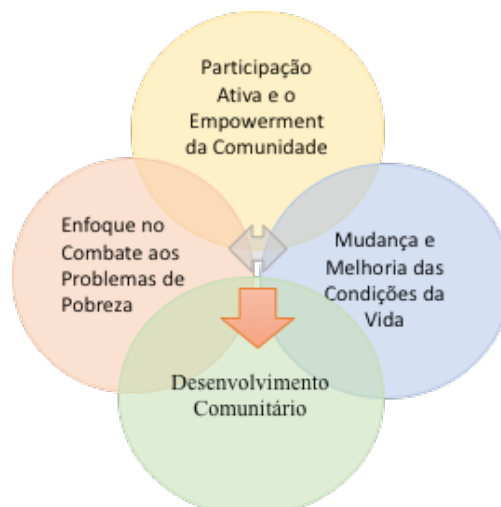 Participação
Ativa e o
Empowerment
da Comunidade
Enfoque no
Combate aos
Problemas de
Pobreza
Mudança e
Melhoria das
Condições da
Vida
Desenvolvimento
Comunitário